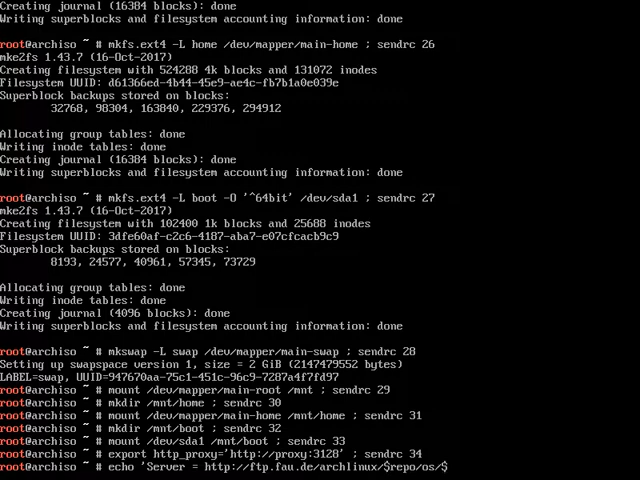 Creating journal (16384 blocks): done
Writing superblocks and filesystem accounting information: done
root@archiso ~ # mkfs.ext4 -L home /dev/mapper/main-home ; sendrc 26
mke2fs 1.43.7 (16-Oct-2017)
Creating filesystem with 524288 4k blocks and 131072 inodes
Filesystem UUID: d61366ed-4b44-45e9-ae4c-fb7b1a0e039e
Superblock backups stored on blocks:
32768, 98304, 163840, 229376, 294912
Allocating group tables: done
Writing inode tables: done
Creating journal (16384 blocks): done
Writing superblocks and filesystem accounting information: done
root@archiso ~ # mkfs.ext4 -L boot -O '^64bit' /dev/sda1 ; sendrc 27
mke2fs 1.43.7 (16-Oct-2017)
Creating filesystem with 102400 1k blocks and 25688 inodes
Filesystem UUID: 3dfe60af-c2c6-4187-aba7-e07cfcacb9c9
Superblock backups stored on blocks:
8193, 24577, 40961, 57345, 73729
Allocating group tables: done
Writing inode tables: done
Creating journal (4096 blocks): done
Writing superblocks and filesystem accounting information: done
root@archiso ~ # mkswap -L swap /dev/mapper/main-swap ; sendrc 28
Setting up swapspace version 1, size = 2 GiB (2147479552 bytes)
LABEL=swap, UUID=947670aa-75c1-451c-96c9-7287a4f7fd97
root@archiso ~ # mount /dev/mapper/main-root /mnt ; sendrc 29
root@archiso ~ # mkdir /mnt/home ; sendrc 30
root@archiso ~ # mount /dev/mapper/main-home /mnt/home ; sendrc 31
root@archiso ~ # mkdir /mnt/boot ; sendrc 32
root@archiso ~ # mount /dev/sda1 /mnt/boot ; sendrc 33
root@archiso ~ # export http_proxy='http://proxy:3128' ; sendrc 34
root@archiso ~ # echo 'Server = http://ftp.fau.de/archlinux/$repo/os/$